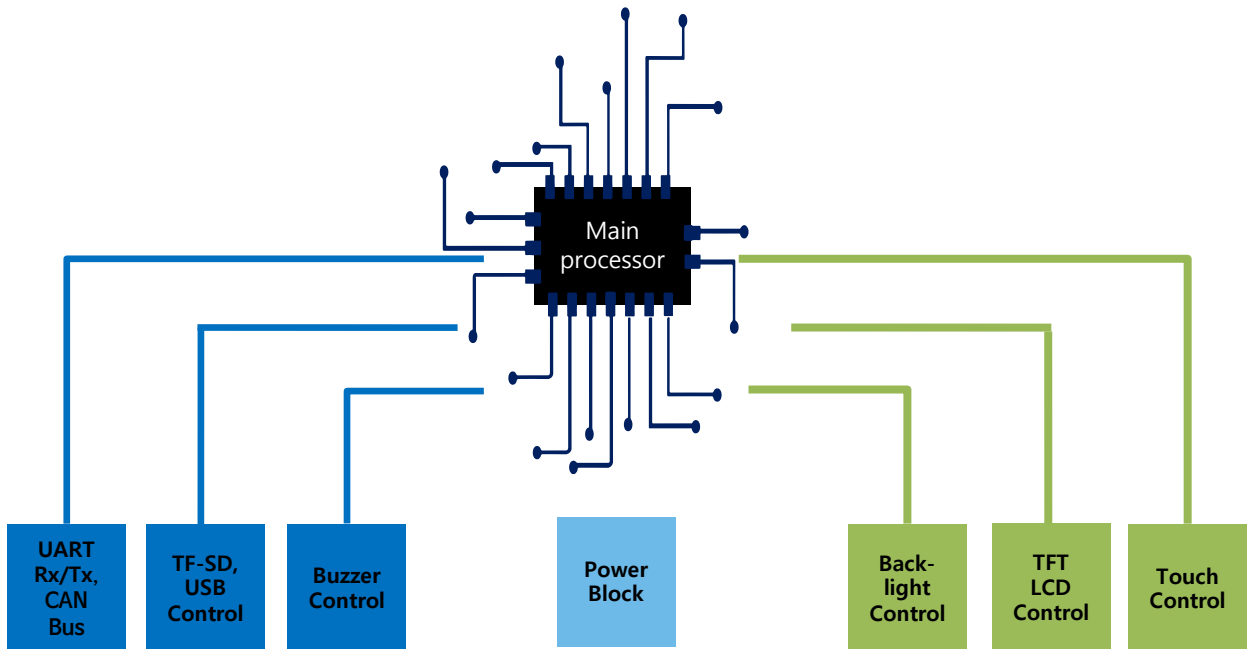 Main
processor
UART
Rx/Tx,
CAN
Bus
TF-SD,
USB
Control
Buzzer
Control
Power
Block
Back-
light
Control
TFT
LCD
Control
Touch
Control